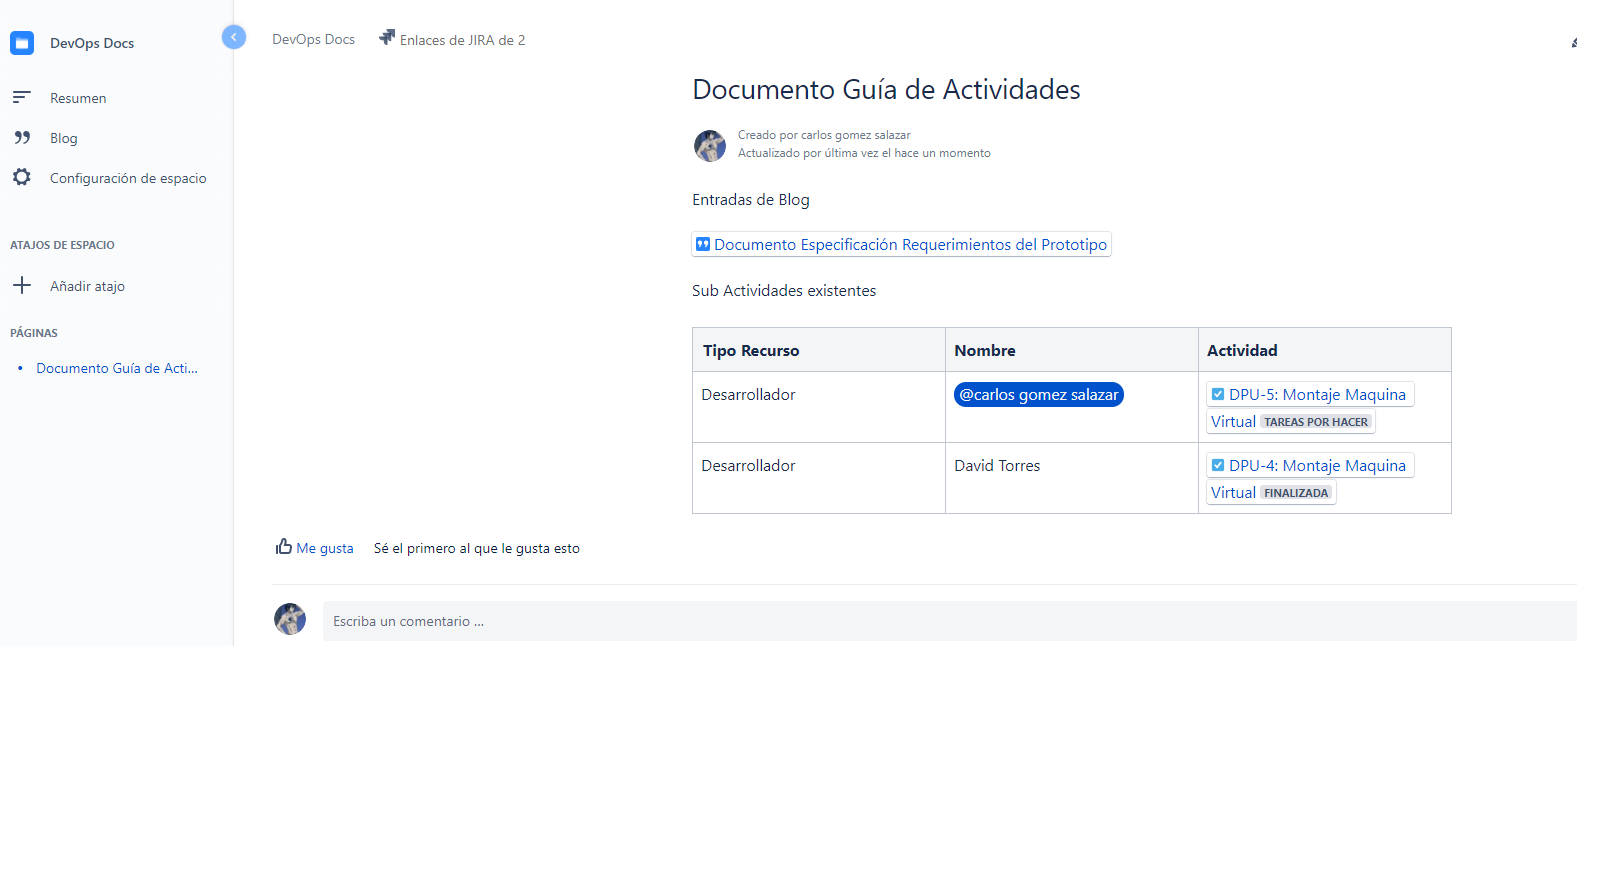 DevOps Docs
Resumen
Blog
Configuración de espacio
ATAJOS DE ESPACIO
Añadir atajo
PÁGINAS
• Documento Guía de Acti...
DevOps Docs Enlaces de JIRA de 2
Documento Guía de Actividades
Creado por carlos gomez salazar
Actualizado por última vez el hace un momento
Entradas de Blog
Documento Especificación Requerimientos del Prototipo
Sub Actividades existentes
Tipo Recurso Nombre Actividad
Desarrollador @carlos gomez salazar DPU-5: Montaje Maquina
Virtual TAREAS POR HACER
Desarrollador David Torres DPU-4: Montaje Maquina
Virtual FINALIZADA
Me gusta Sé el primero al que le gusta esto
Escriba un comentario ...